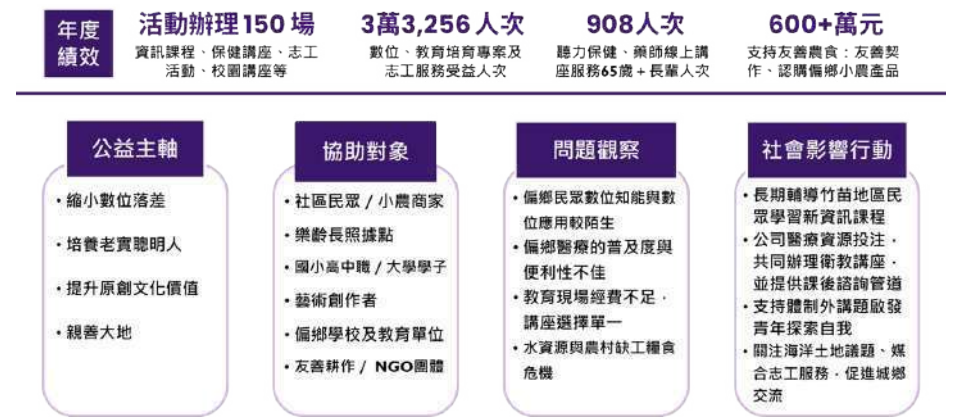 年度
績效
活動辦理150場
資訊課程、保健講座、志工
活動、校園講座等
3萬3,256人次
數位、教育培育專案及
志工服務受益人次
908人次
聽力保健、藥師線上講
座服務65歲+長輩人次
600+萬元
支持友善農食：友善契
作、認購偏鄉小農產品
公益主軸
・縮小數位落差
・培養老實聰明人
・提升原創文化價值
・親善大地
協助對象
・社區民眾 / 小農商家
・樂齡長照據點
・國小高中職 / 大學學子
・藝術創作者
・偏鄉學校及教育單位
・友善耕作 / NGO團體
問題觀察
・偏鄉民眾數位知能與數
位應用較陌生
・偏鄉醫療的普及度與
便利性不佳
・教育現場經費不足，
講座選擇單一
・水資源與農村缺工糧食
危機
社會影響行動
・長期輔導竹苗地區民
眾學習新資訊課程
・公司醫療資源投注，
共同辦理衛教講座，
並提供課後諮詢管道
・支持體制外講題啟發
青年探索自我
・關注海洋土地議題、媒
合志工服務，促進城鄉
交流